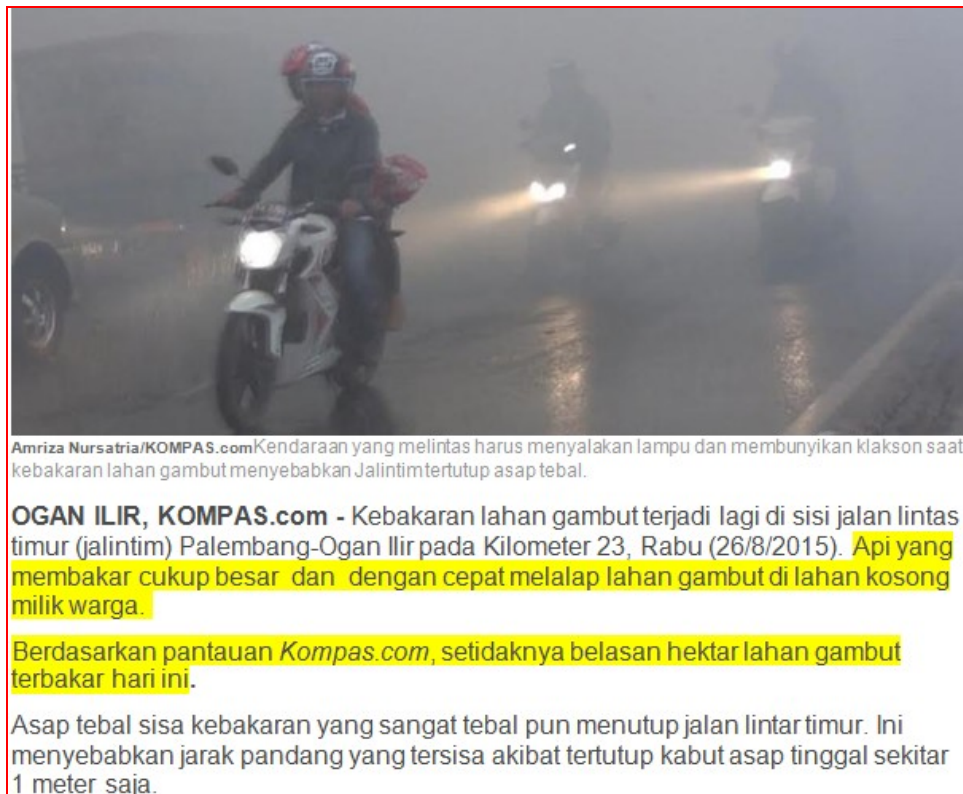 Amriza Nursatria/KOMPAS.comKendaraan yang melintas harus menyalakan lampu dan membunyikan klakson saat
kebakaran lahan gambut menyebabkan Jalintim tertutup asap tebal.
OGAN ILIR, KOMPAS.com - Kebakaran lahan gambut terjadi lagi di sisi jalan lintas
timur (jalintim) Palembang-Ogan Ilir pada Kilometer 23, Rabu (26/8/2015). Api yang
membakar cukup besar dan dengan cepat melalap lahan gambut di lahan kosong
milik warga.
Berdasarkan pantauan Kompas.com, setidaknya belasan hektar lahan gambut
terbakar hari ini.
Asap tebal sisa kebakaran yang sangat tebal pun menutup jalan lintar timur. Ini
menyebabkan jarak pandang yang tersisa akibat tertutup kabut asap tinggal sekitar
1 meter saja.